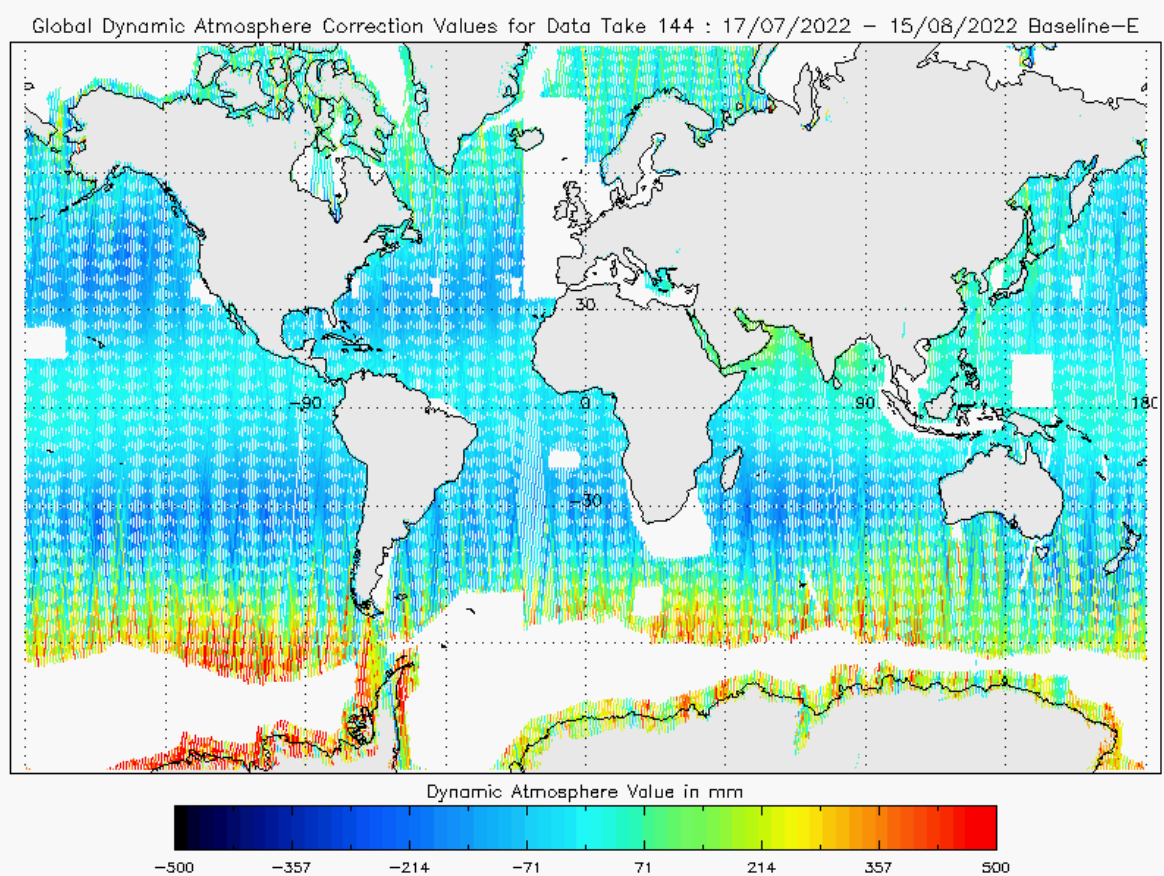 Global Dynamic Atmosphere Correction Values for Data Take 144 : 17/07/2022 - 15/08/2022 Baseline-E
30
-90 0 90 180
-30
Dynamic Atmosphere Value in mm
-500 -357 -214 -71 71 214 357 500